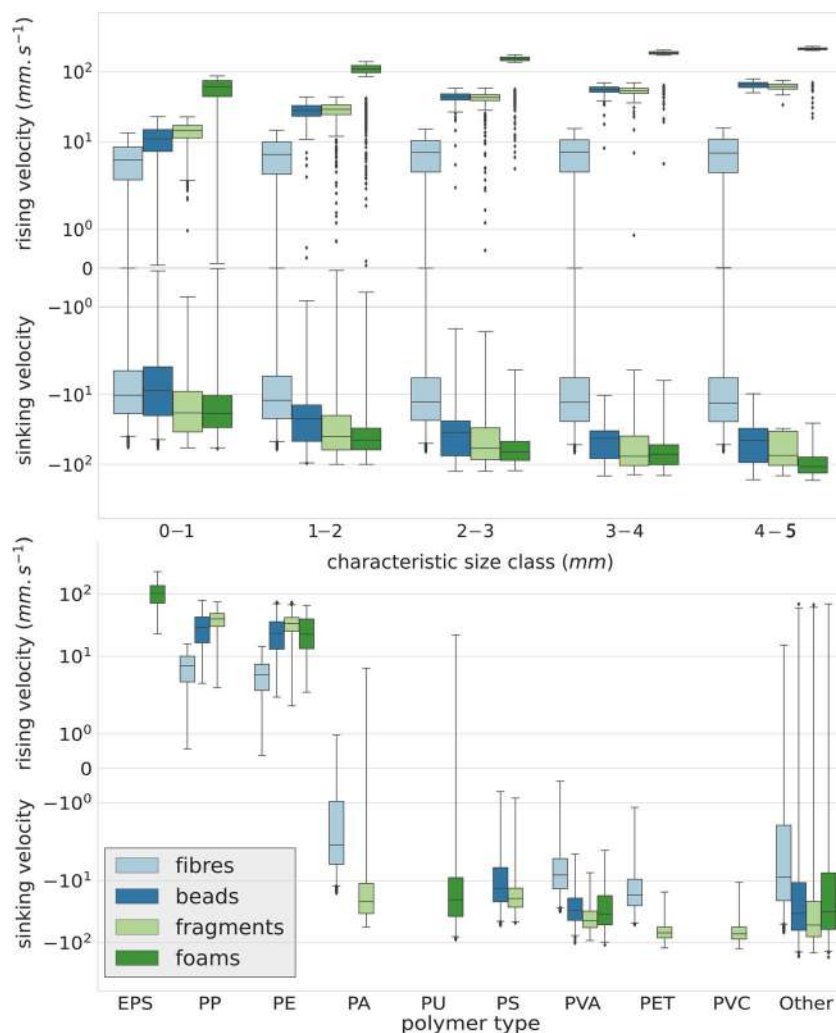 10²
10¹
10⁰
0
−10⁰
−10¹
−10²
rising velocity (mm.s⁻¹)
sinking velocity
0−1 1−2 2−3 3−4 4−5
characteristic size class (mm)
10²
10¹
10⁰
0
−10⁰
−10¹
−10²
rising velocity (mm.s⁻¹)
sinking velocity
fibres
beads
fragments
foams
EPS PP PE PA PU PS PVA PET PVC Other
polymer type